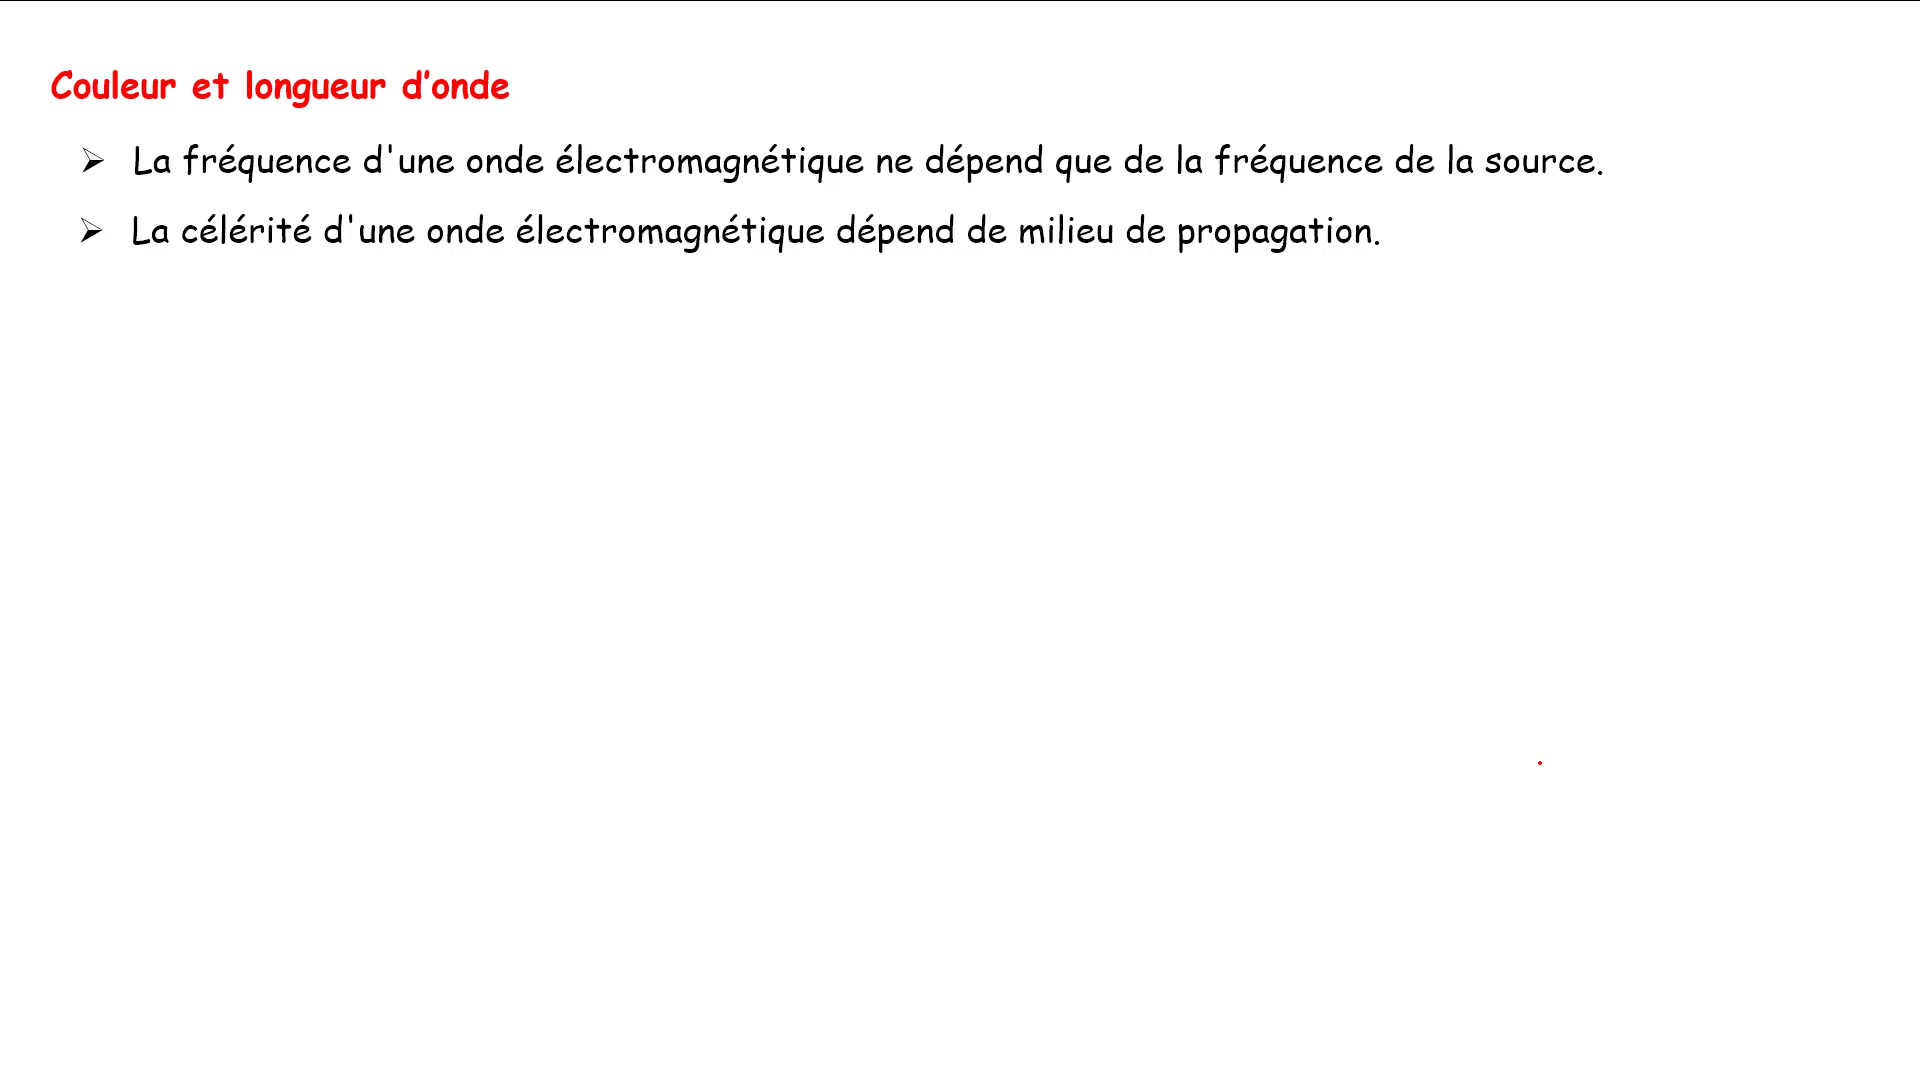 Couleur et longueur d’onde
➢ La fréquence d'une onde électromagnétique ne dépend que de la fréquence de la source.
➢ La célérité d'une onde électromagnétique dépend de milieu de propagation.